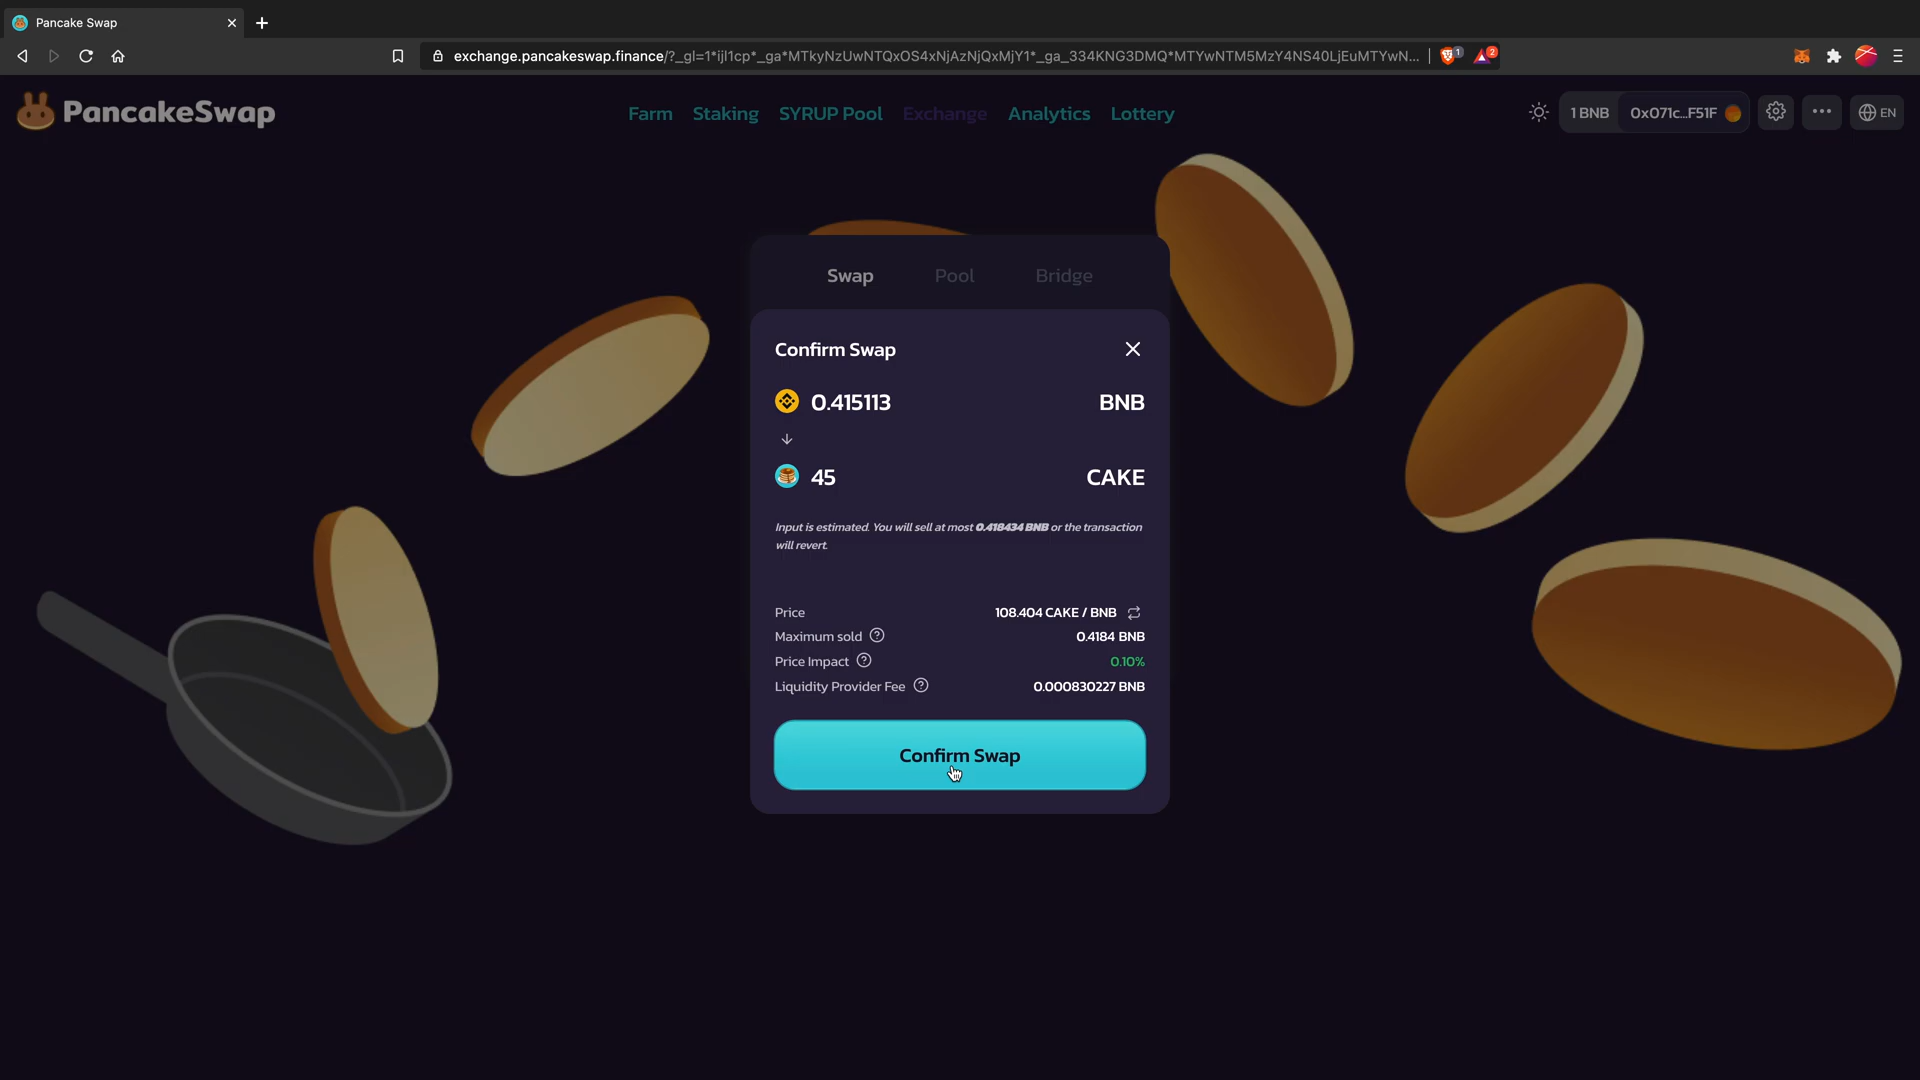 Pancake Swap
exchange.pancakeswap.finance/?_gl=1*ijl1cp*_ga*MTkyNzUwNTQxOS4xNjAzNjQxMjY1*_ga_334KNG3DMQ*MTYwNTM5MzY4NS40LjEuMTYwN...
1
2
PancakeSwap
Farm
Staking
SYRUP Pool
Exchange
Analytics
Lottery
1 BNB
0x071c...F51F
EN
Swap
Pool
Bridge
Confirm Swap
0.415113 BNB
45 CAKE
Input is estimated. You will sell at most 0.418434 BNB or the transaction
will revert.
Price 108.404 CAKE / BNB
Maximum sold ? 0.4184 BNB
Price Impact ? 0.10%
Liquidity Provider Fee ? 0.000830227 BNB
Confirm Swap